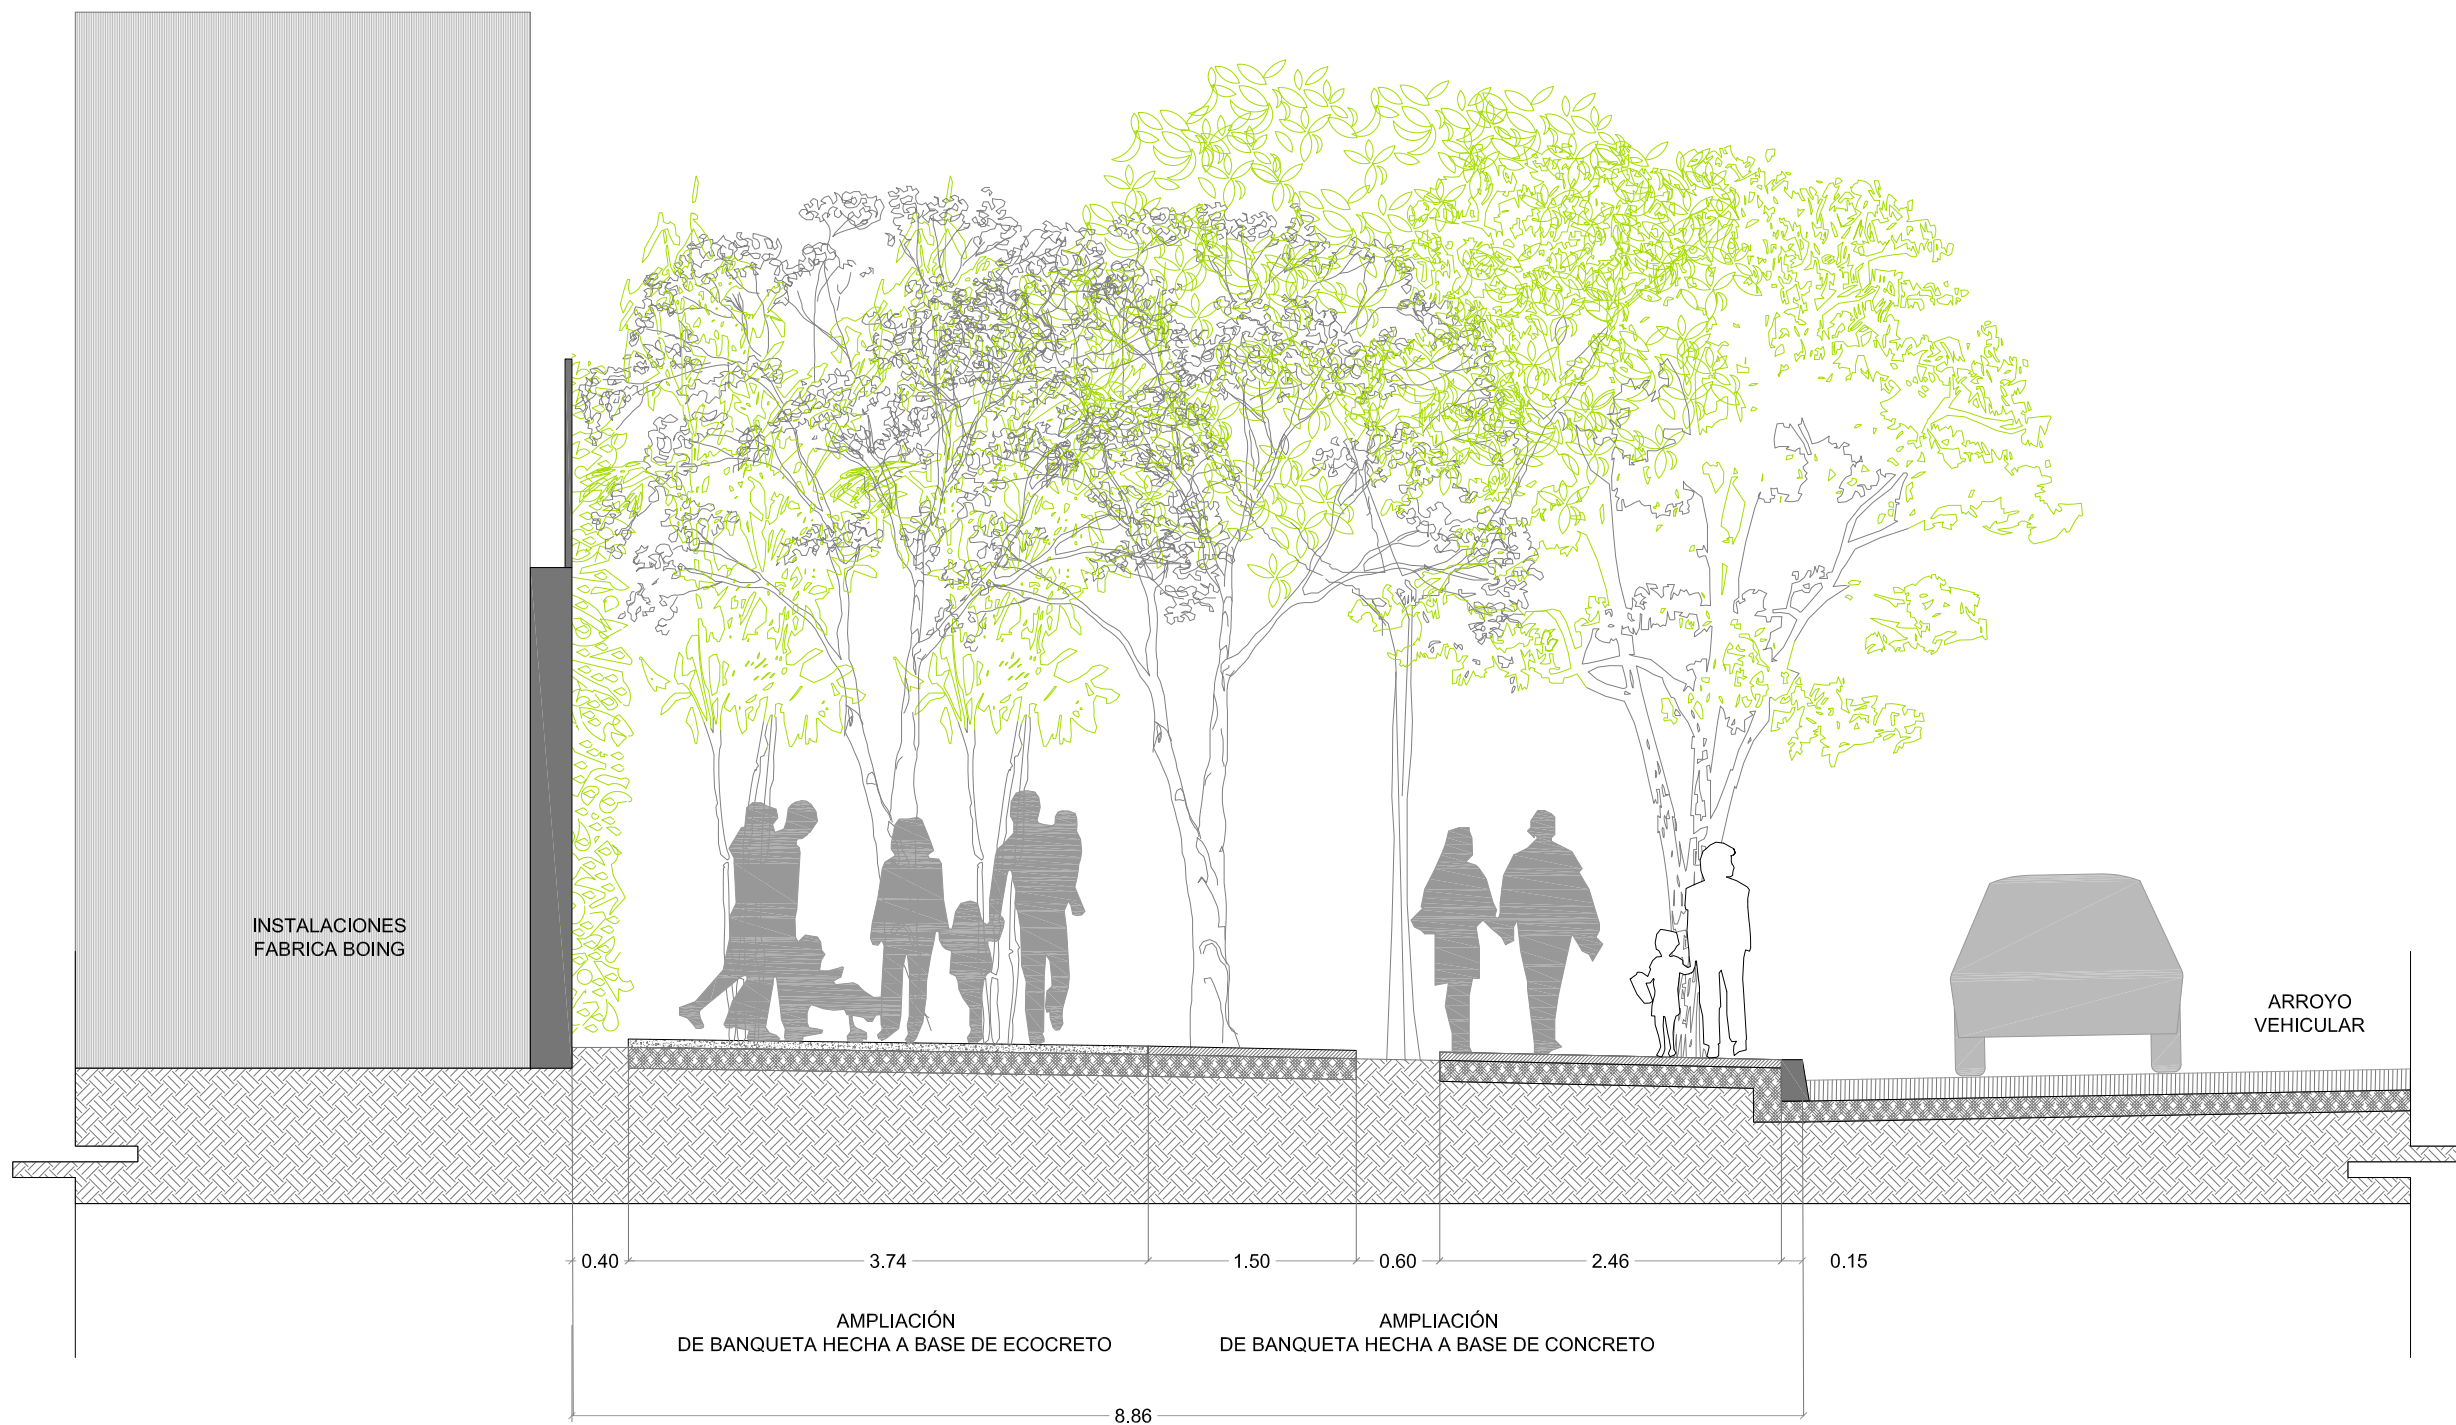 INSTALACIONES
FABRICA BOING
ARROYO
VEHICULAR
0.40
3.74
1.50
0.60
2.46
0.15
AMPLIACIÓN
DE BANQUETA HECHA A BASE DE ECOCRETO
AMPLIACIÓN
DE BANQUETA HECHA A BASE DE CONCRETO
8.86